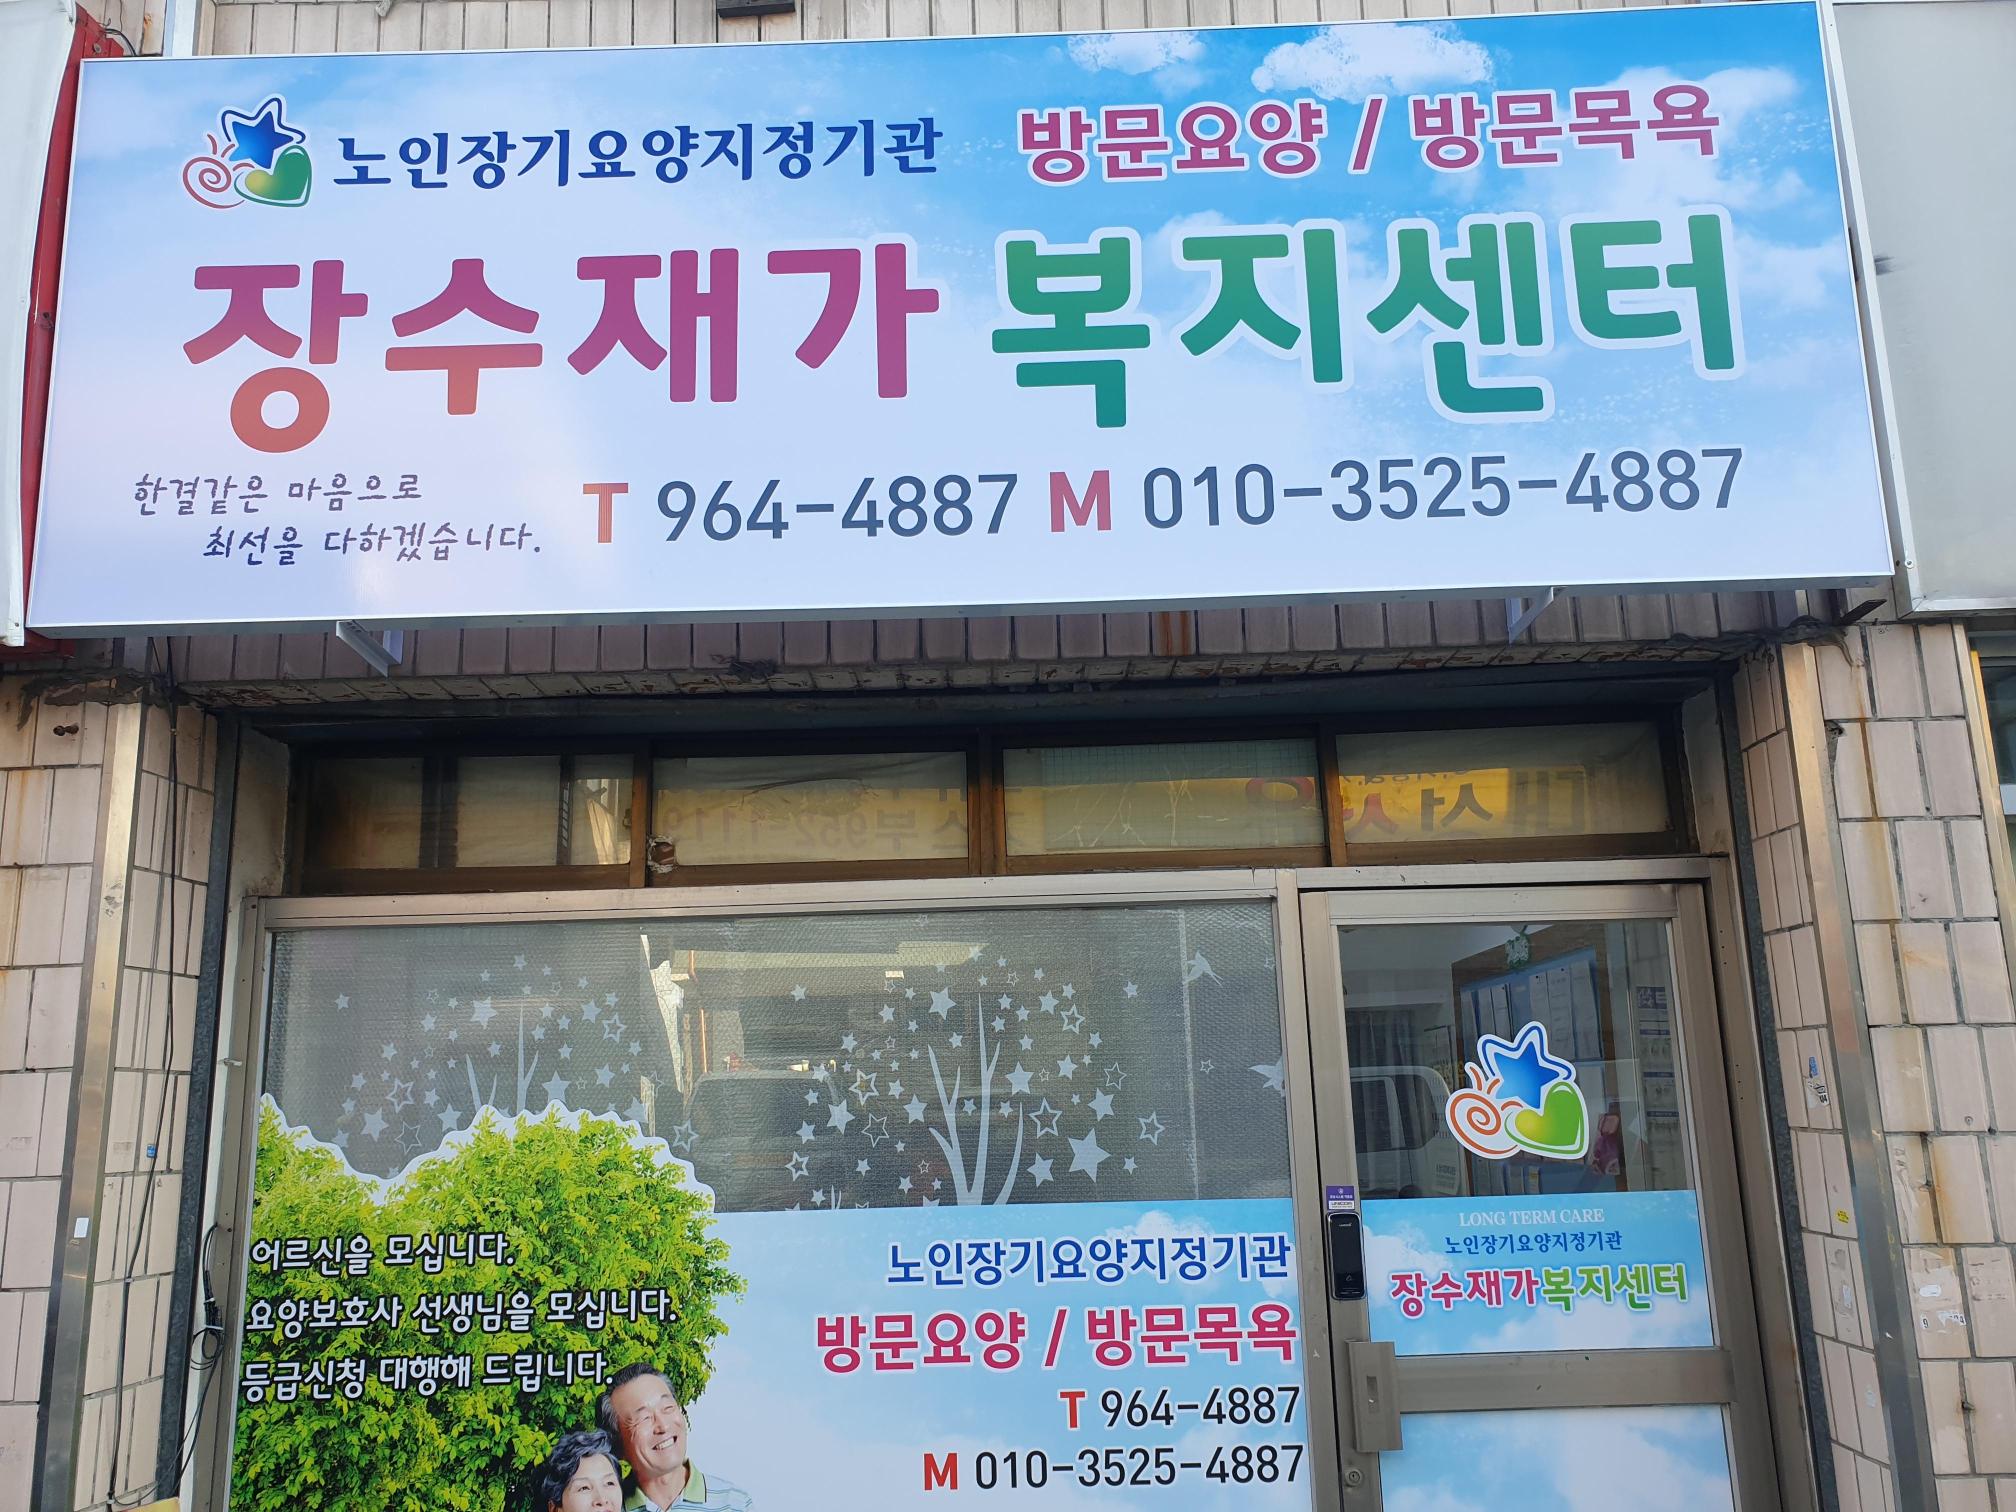 노인장기요양지정기관
방문요양 / 방문목욕
장수재가 복지센터
한결같은 마음으로
최선을 다하겠습니다.
T 964-4887 M 010-3525-4887
어르신을 모십니다.
요양보호사 선생님을 모십니다.
등급신청 대행해 드립니다.
노인장기요양지정기관
방문요양 / 방문목욕
T 964-4887
M 010-3525-4887
LONG TERM CARE
노인장기요양지정기관
장수재가복지센터